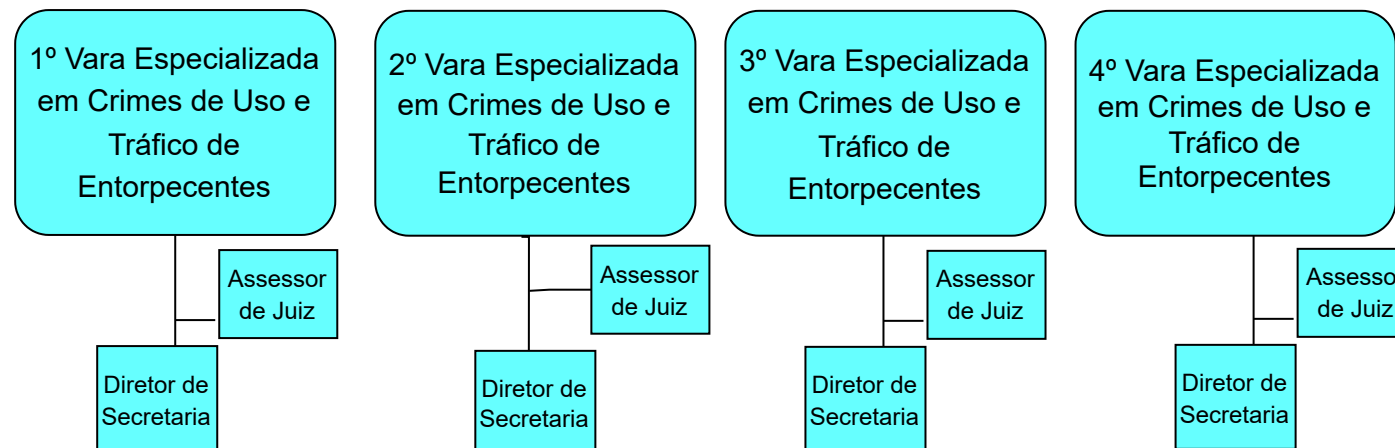 1º Vara Especializada
em Crimes de Uso e
Tráfico de
Entorpecentes
Assessor
de Juiz
Diretor de
Secretaria
2º Vara Especializada
em Crimes de Uso e
Tráfico de
Entorpecentes
Assessor
de Juiz
Diretor de
Secretaria
3º Vara Especializada
em Crimes de Uso e
Tráfico de
Entorpecentes
Assessor
de Juiz
Diretor de
Secretaria
4º Vara Especializada
em Crimes de Uso e
Tráfico de
Entorpecentes
Assesso
de Juiz
Diretor de
Secretaria